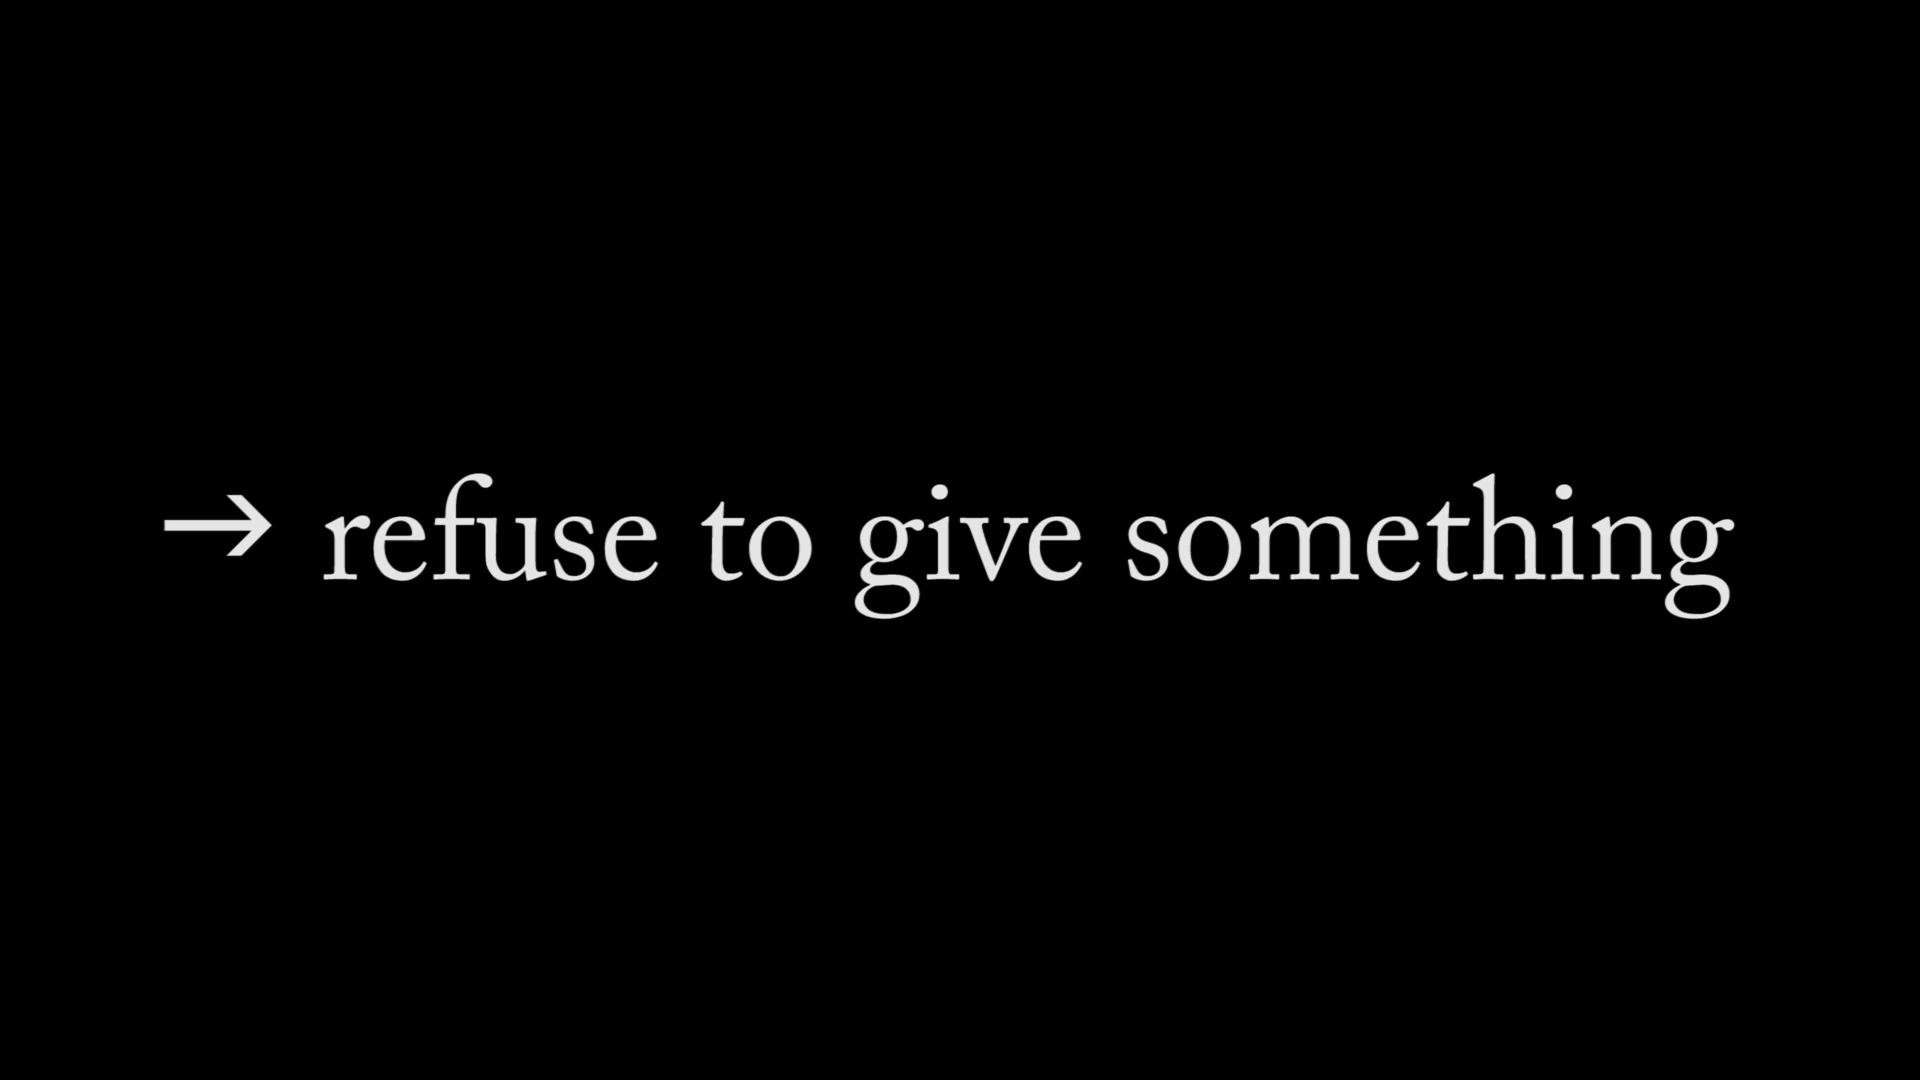 → refuse to give something